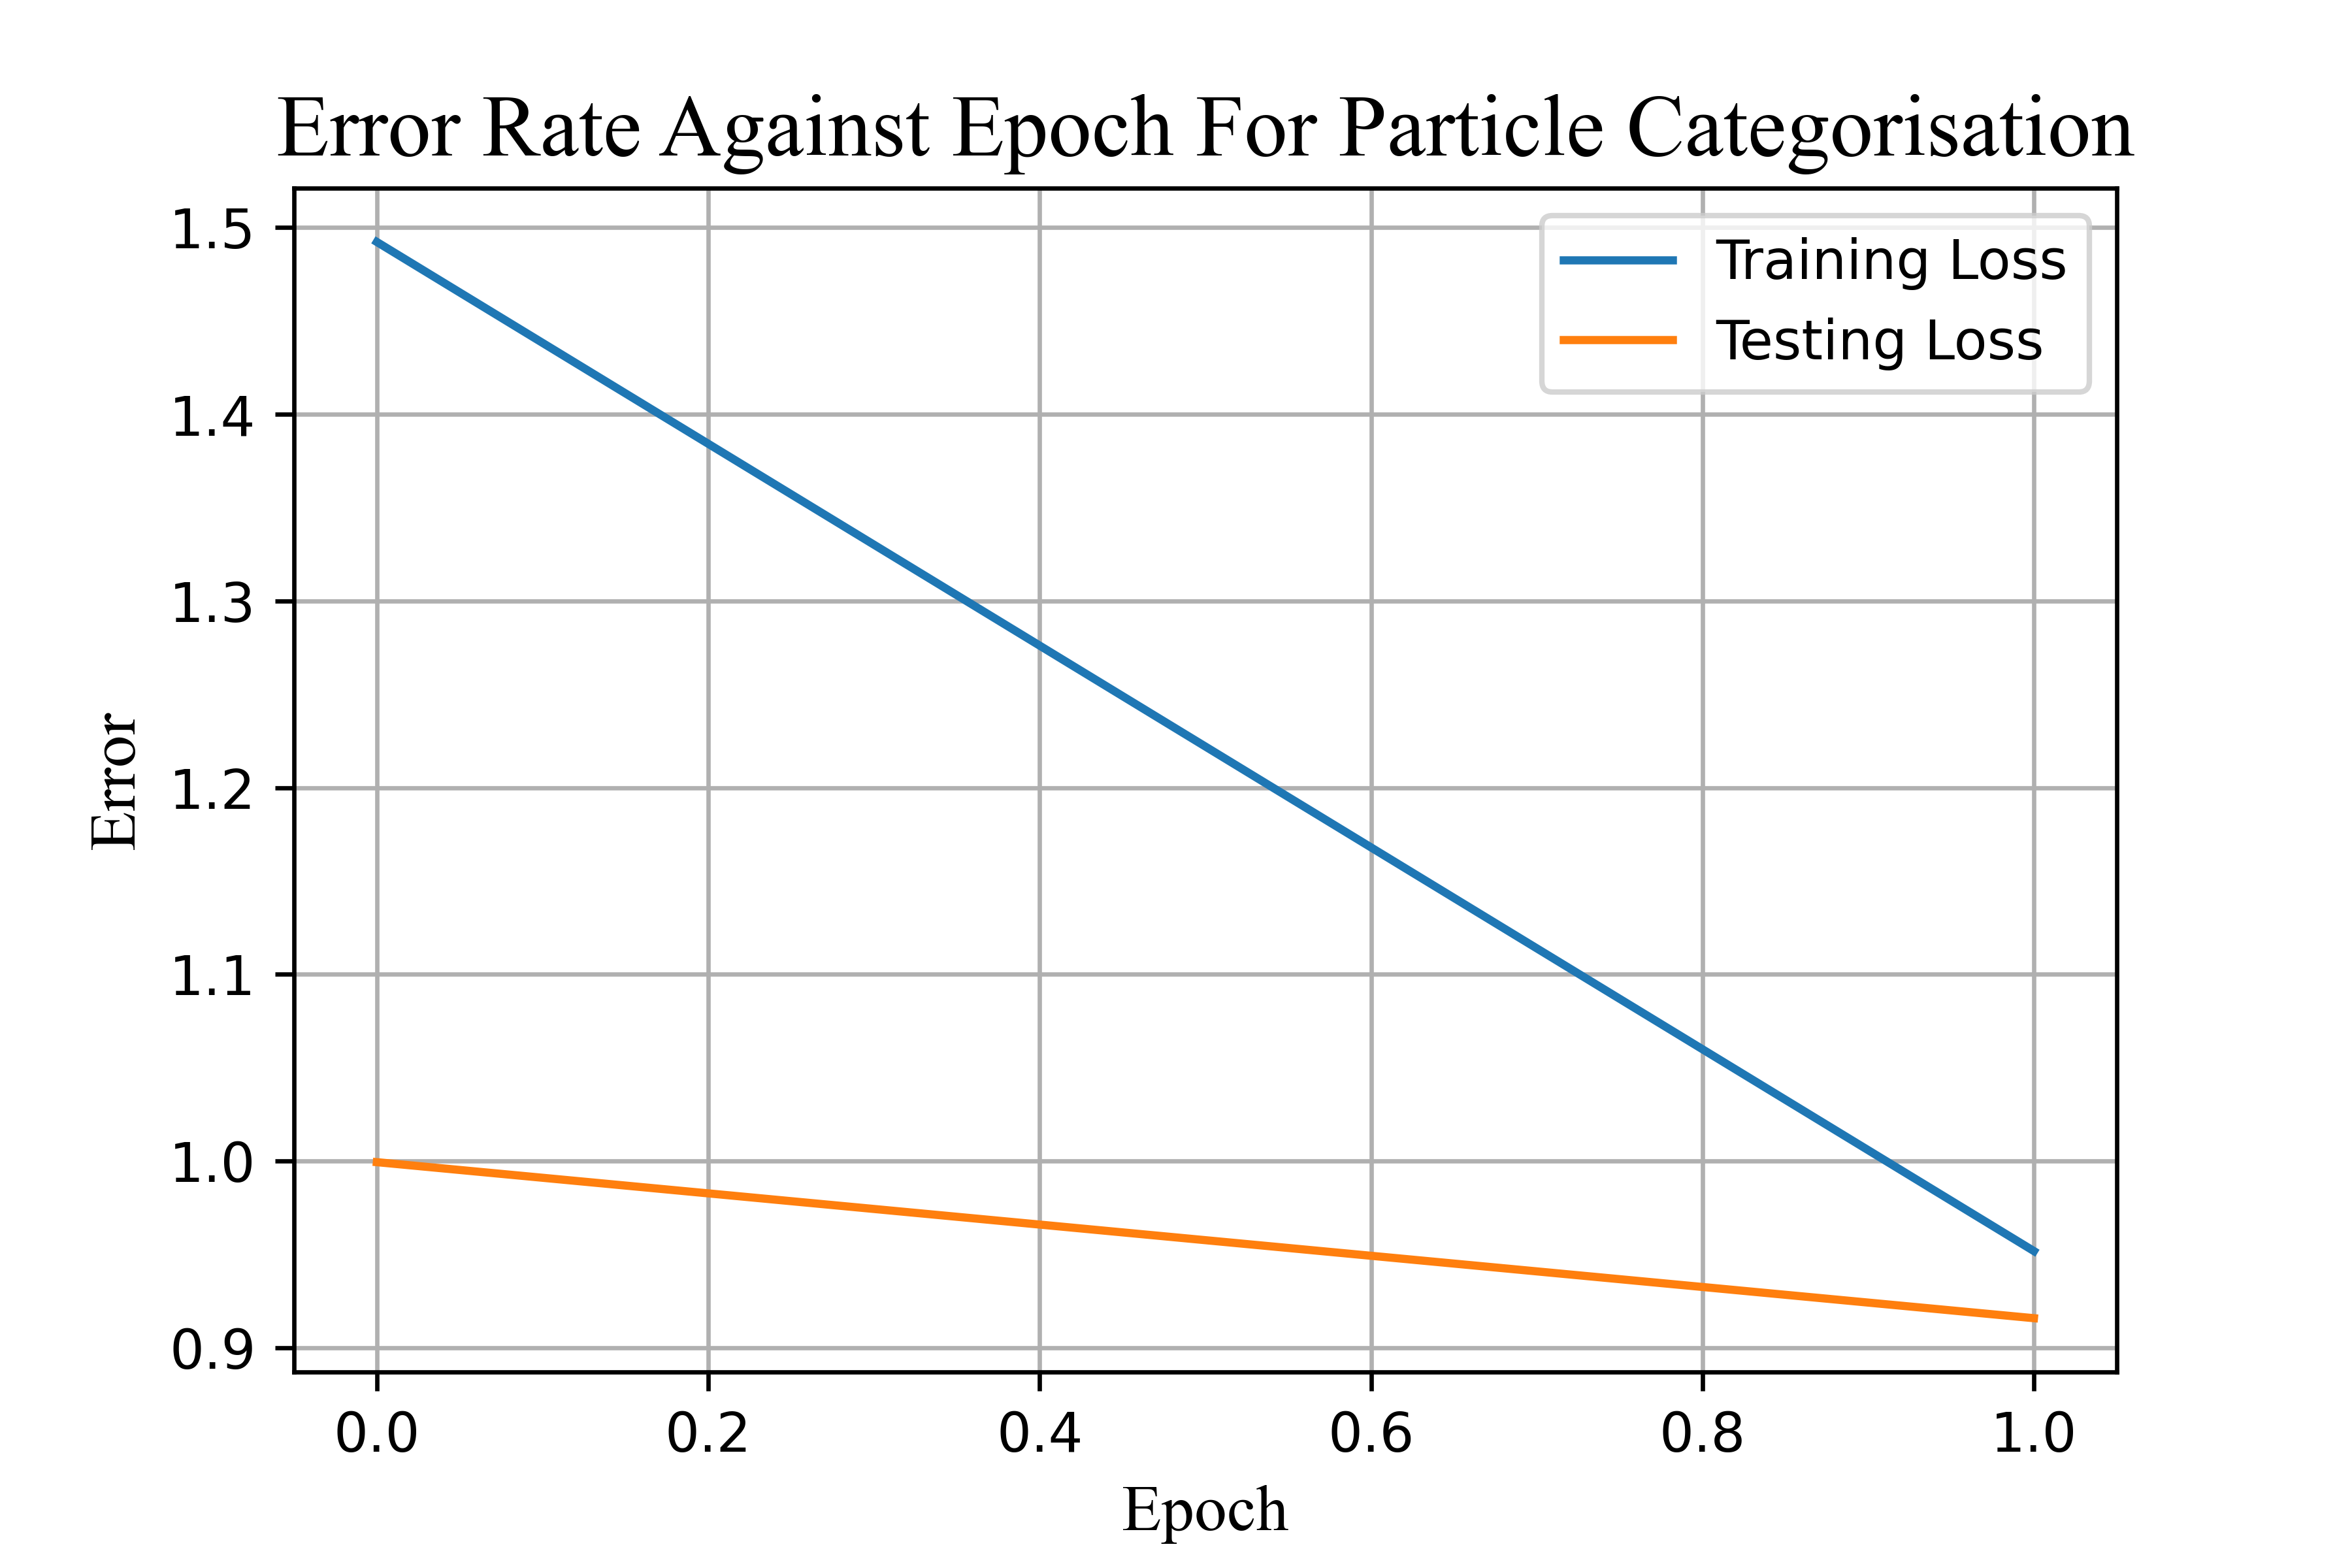 Error Rate Against Epoch For Particle Categorisation
1.5
1.4
1.3
1.2
1.1
1.0
0.9
Error
Training Loss
Testing Loss
0.0 0.2 0.4 0.6 0.8 1.0
Epoch